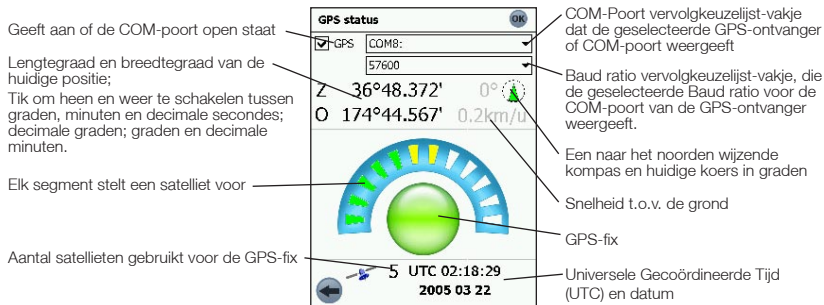 Geeft aan of de COM-poort open staat
Lengtegraad en breedtegraad van de
huidige positie;
Tik om heen en weer te schakelen tussen
graden, minuten en decimale secondes;
decimale graden; graden en decimale
minuten.
Elk segment stelt een satelliet voor
Aantal satellieten gebruikt voor de GPS-fix
GPS status
OK
GPS
COM8:
57600
Z 36°48.372' 0°
O 174°44.567' 0.2km/u
5 UTC 02:18:29
2005 03 22
COM-Poort vervolgkeuzelijst-vakje
dat de geselecteerde GPS-ontvanger
of COM-poort weergeeft
Baud ratio vervolgkeuzelijst-vakje, die
de geselecteerde Baud ratio voor de
COM-poort van de GPS-ontvanger
weergeeft.
Een naar het noorden wijzende
kompas en huidige koers in graden
Snelheid t.o.v. de grond
GPS-fix
Universele Gecoördineerde Tijd
(UTC) en datum